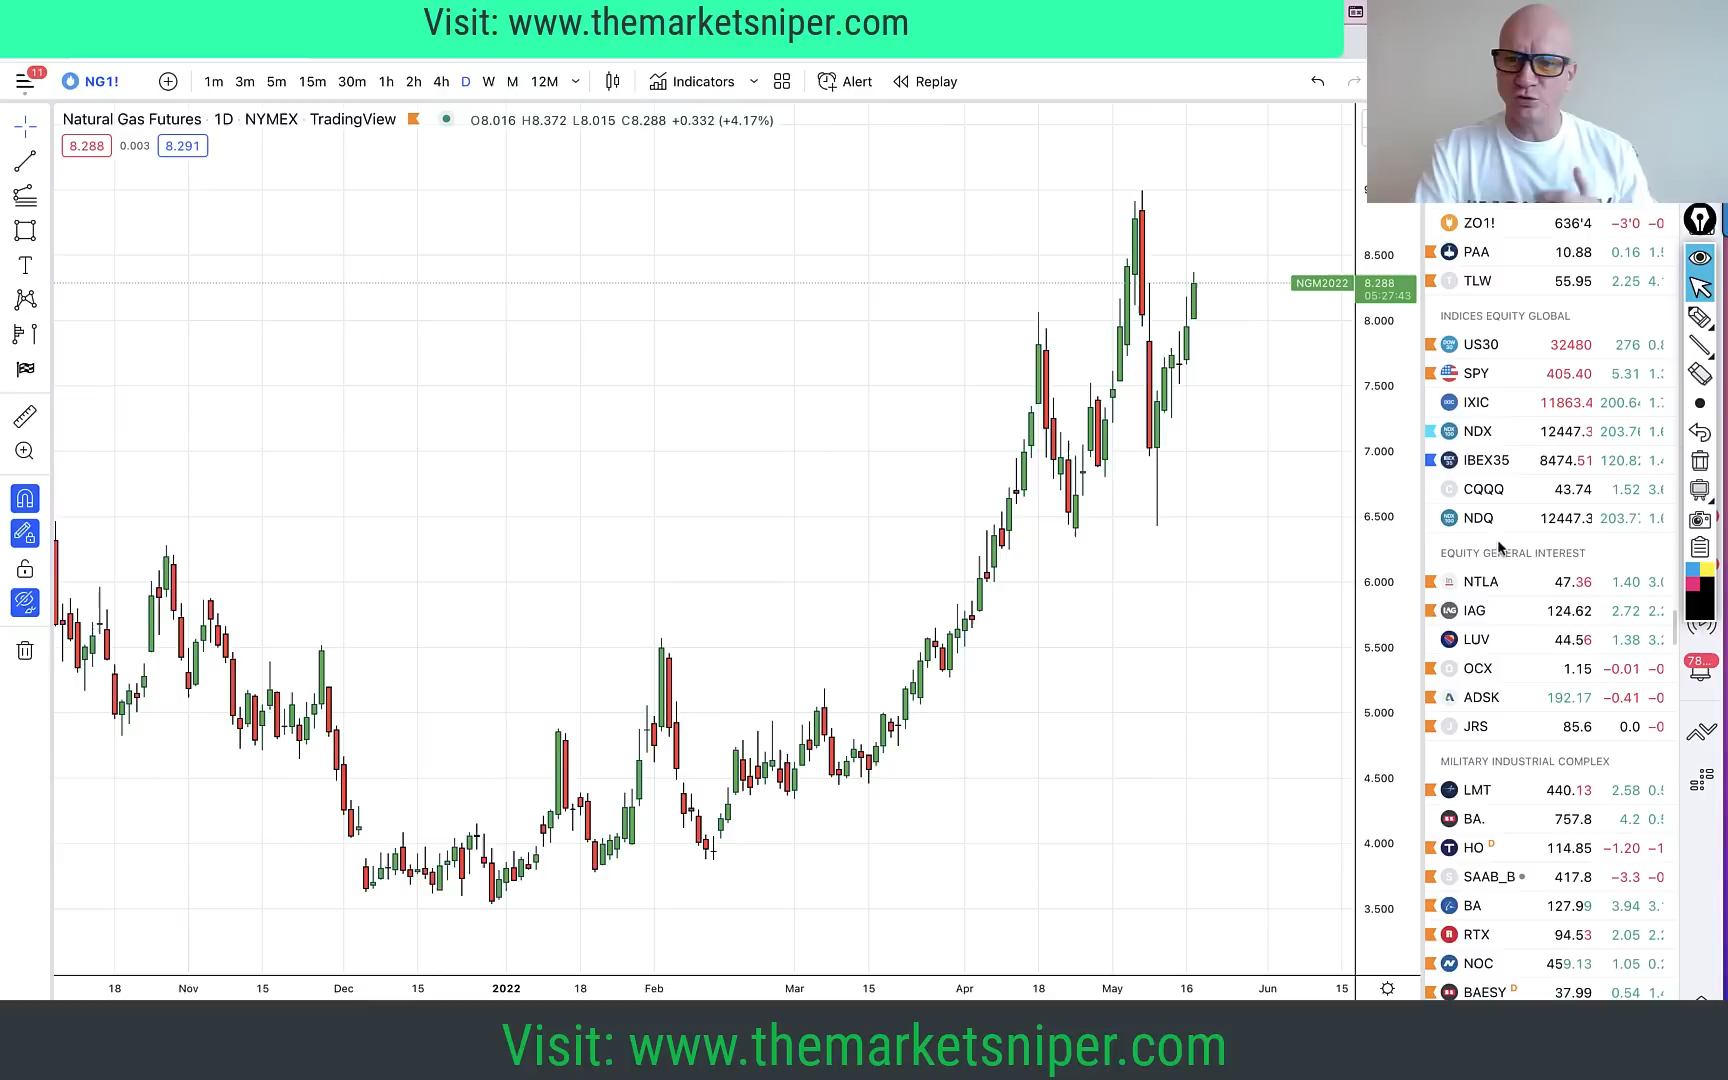 Visit: www.themarketsniper.com
11
NG1!
1m 3m 5m 15m 30m 1h 2h 4h D W M 12M
Indicators
Alert
Replay
Natural Gas Futures · 1D · NYMEX · TradingView
O8.016 H8.372 L8.015 C8.288 +0.332 (+4.17%)
8.288 0.003 8.291
8.500
NGM2022 8.288
05:27:43
8.000
7.500
7.000
6.500
6.000
5.500
5.000
4.500
4.000
3.500
18 Nov 15 Dec 15 2022 18 Feb Mar 15 Apr 18 May 16 Jun 15
ZO1! 636'4 −3'0 −0
PAA 10.88 0.16
TLW 55.95 2.25 4.
INDICES EQUITY GLOBAL
US30 32480 276
SPY 405.40 5.31
IXIC 11863.4
NDX 12447.3
IBEX35 8474.51
CQQQ 43.74 1.52
NDQ 12447.3
EQUITY GENERAL INTEREST
NTLA 47.36 1.40
IAG 124.62 2.72
LUV 44.56 1.38
OCX 1.15 −0.01 −0
ADSK 192.17 −0.41 −0
JRS 85.6 0.0 −0
MILITARY INDUSTRIAL COMPLEX
LMT 440.13 2.58
BA. 757.8 4.2
HO D 114.85 −1.20 −1
SAAB_B 417.8 −3.3 −0
BA 127.99 3.94
RTX 94.53 2.05
NOC 459.13 1.05
BAESY D 37.99 0.54
78...
Visit: www.themarketsniper.com